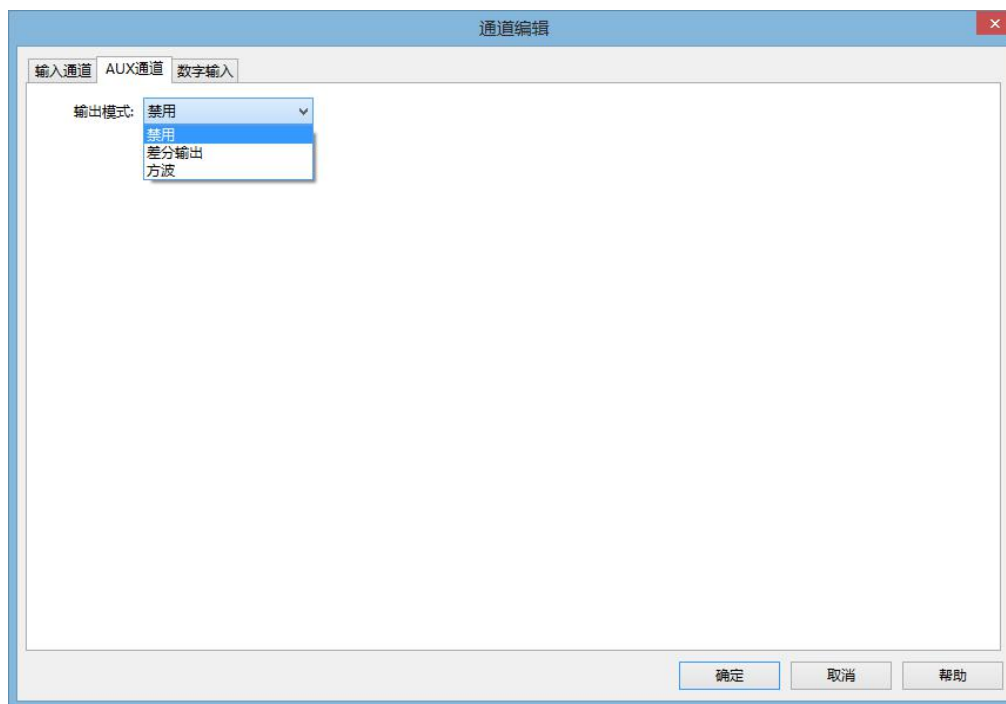 通道编辑
输入通道 AUX通道 数字输入
输出模式: 禁用
禁用
差分输出
方波
确定 取消 帮助